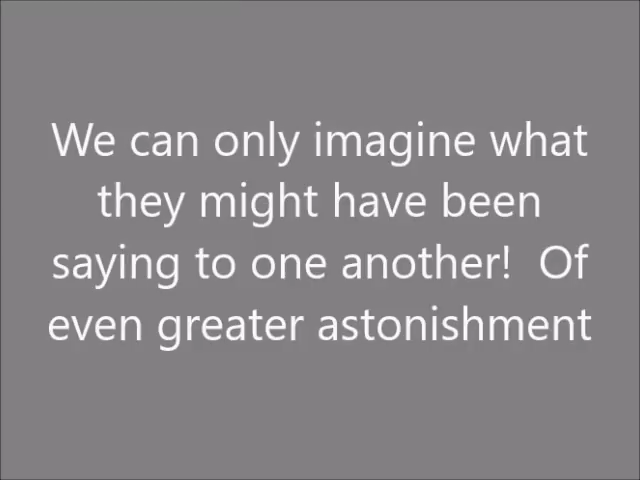 We can only imagine what
they might have been
saying to one another!  Of
even greater astonishment